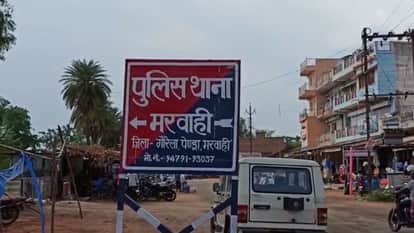 पुलिस थाना
मरवाही
जिला- गौरेला, पेण्ड्रा, मरवाही
मो.नं.- 94791-93037